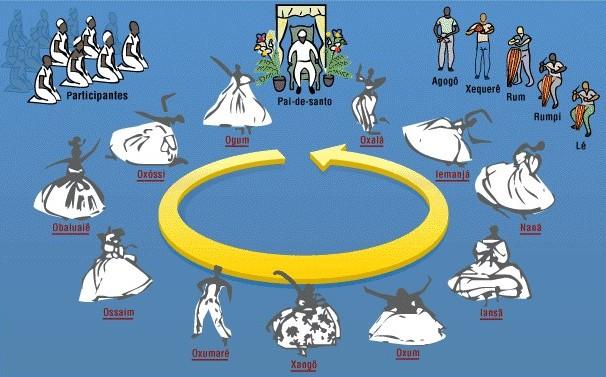 Participantes
Pai-de-santo
Agogô
Xequerê
Rum
Rumpi
Lé
Ogum
Oxalá
Oxóssi
Iemanjá
Obaluaiê
Nanã
Ossaim
Iansã
Oxumaré
Xangô
Oxum